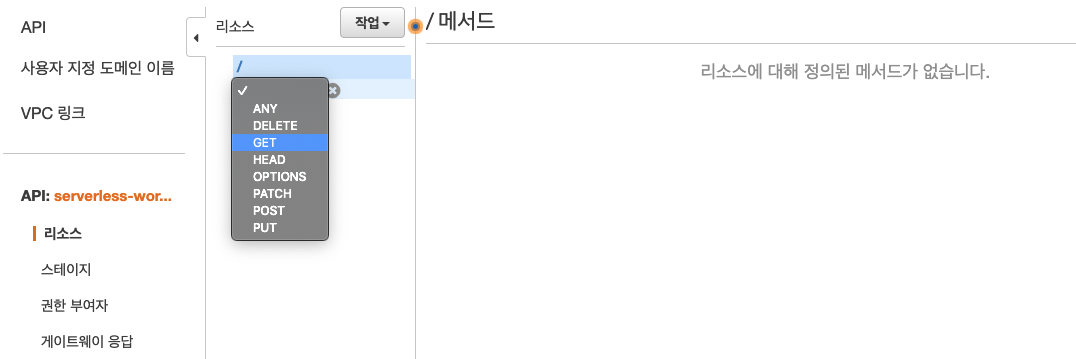 API
사용자 지정 도메인 이름
VPC 링크
API: serverless-wor...
리소스
스테이지
권한 부여자
게이트웨이 응답
리소스
작업
/
ANY
DELETE
GET
HEAD
OPTIONS
PATCH
POST
PUT
/ 메서드
리소스에 대해 정의된 메서드가 없습니다.